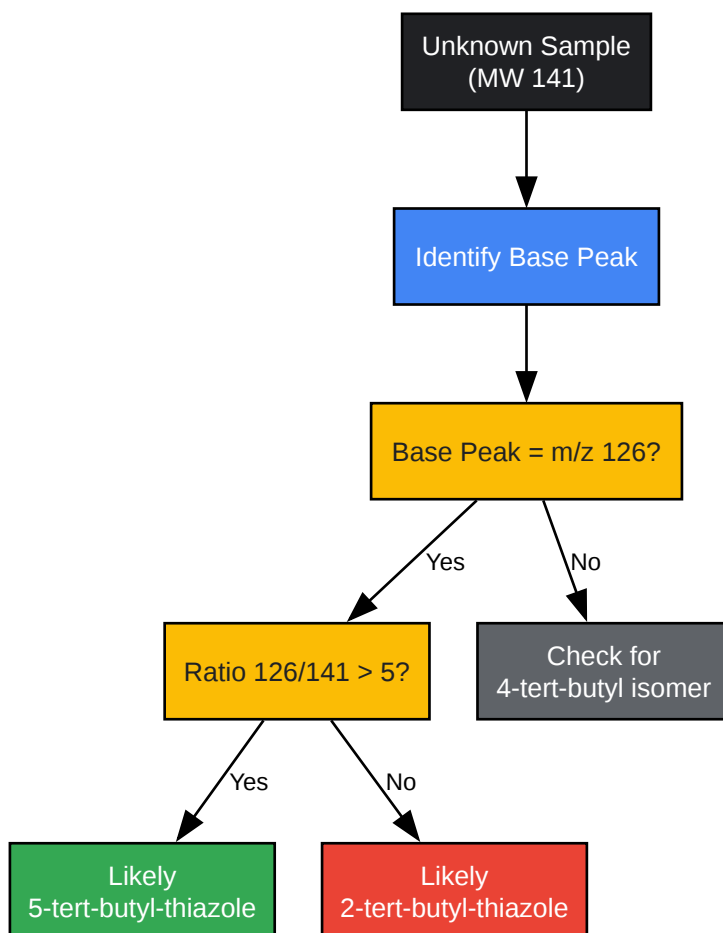 Unknown Sample
(MW 141)
Identify Base Peak
Base Peak = m/z 126?
Yes
No
Ratio 126/141 > 5?
Check for
4-tert-butyl isomer
Yes
No
Likely
5-tert-butyl-thiazole
Likely
2-tert-butyl-thiazole